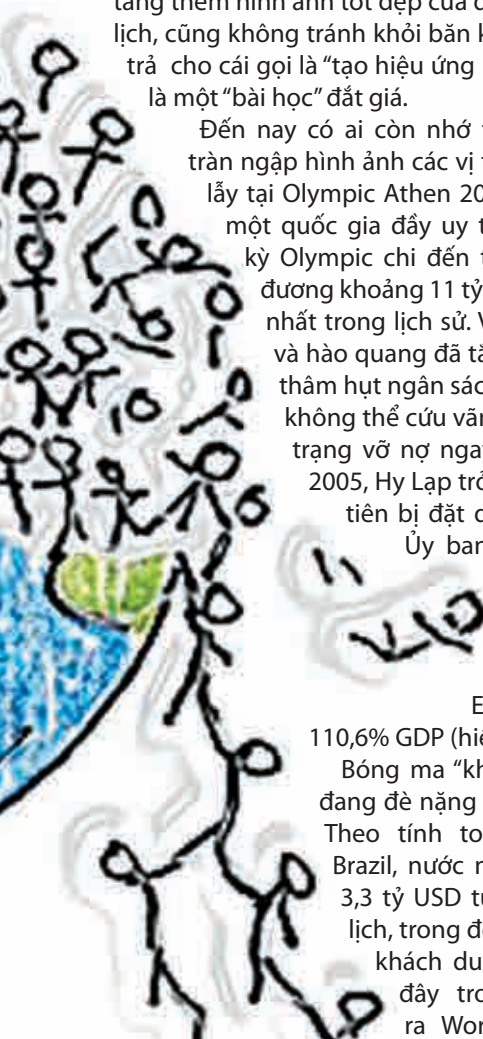 tăng thêm hình ảnh tốt đẹp của
lịch, cũng không tránh khỏi băn
trả cho cái gọi là “tạo hiệu ứng
là một “bài học” đắt giá.
Đến nay có ai còn nhớ
tràn ngập hình ảnh các vị
lẫy tại Olympic Athen 20
một quốc gia đầy uy
kỳ Olympic chi đến
đương khoảng 11 tỷ
nhất trong lịch sử.
và hào quang đã
thâm hụt ngân sác
không thể cứu vãn
trạng vỡ nợ nga
2005, Hy Lạp trở
tiên bị đặt
Ủy ban
E
110,6% GDP (hiệ
Bóng ma “kh
đang đè nặng
Theo tính to
Brazil, nước
3,3 tỷ USD
lịch, trong đó
khách du
đây tro
ra Wor